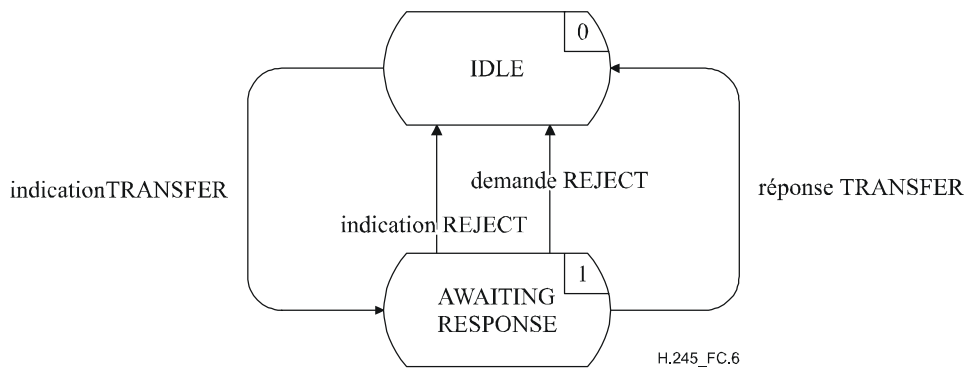 0
IDLE
indicationTRANSFER
demande REJECT
réponse TRANSFER
indication REJECT
1
AWAITING
RESPONSE
H.245_FC.6